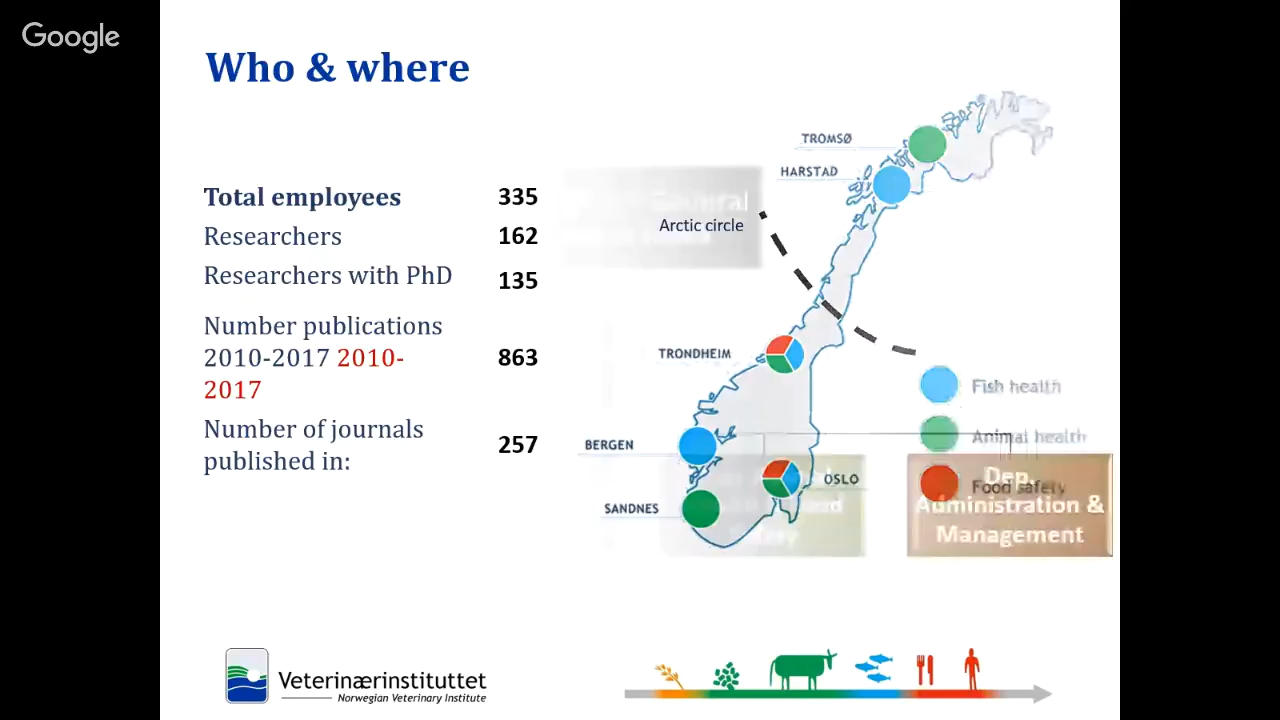 Google
Who & where
Total employees 335
Researchers 162
Researchers with PhD 135
Number publications
2010-2017 2010-
2017
863
Number of journals
published in:
257
TROMSØ
HARSTAD
Arctic circle
TRONDHEIM
BERGEN
OSLO
SANDNES
Fish health
Animal health
Food safety
Dep.
Administration &
Management
Veterinærinstituttet
Norwegian Veterinary Institute